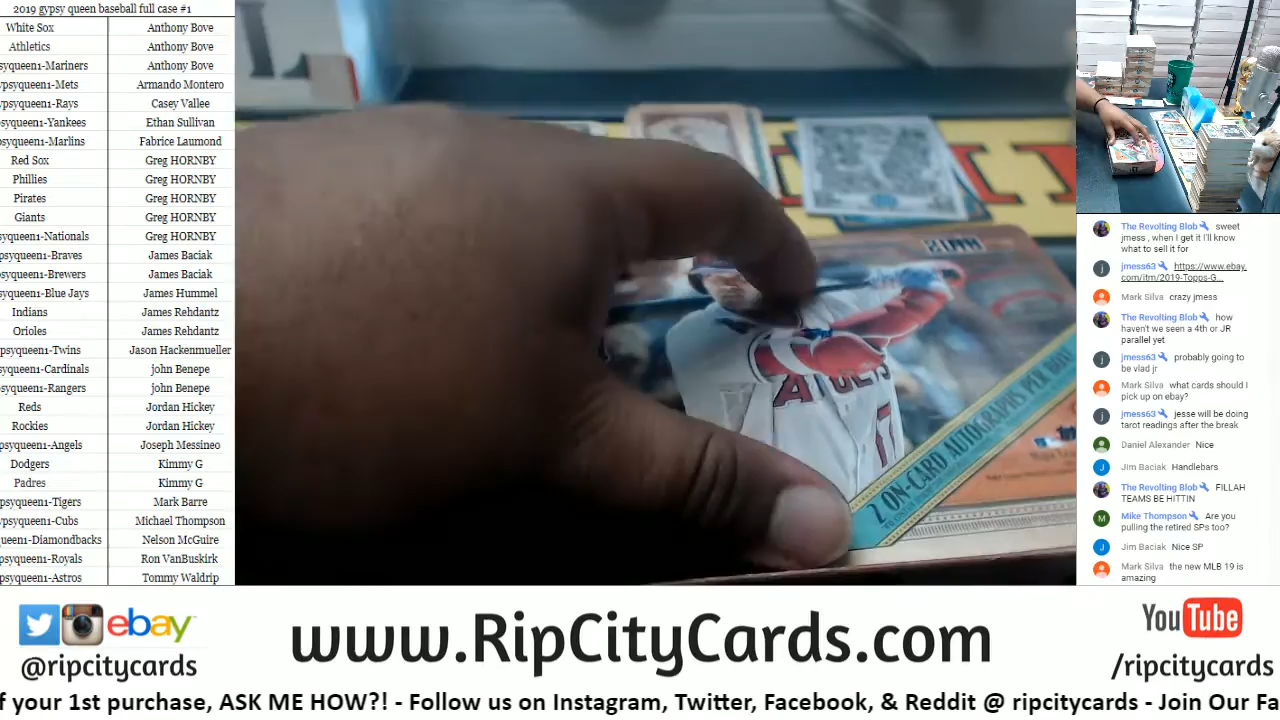 2019 gypsy queen baseball full case #1
White Sox Anthony Bove
Athletics Anthony Bove
syqueen1-Mariners Anthony Bove
ypsyqueen1-Mets Armando Montero
psyqueen1-Rays Casey Vallee
syqueen1-Yankees Ethan Sullivan
psyqueen1-Marlins Fabrice Laumond
Red Sox Greg HORNBY
Phillies Greg HORNBY
Pirates Greg HORNBY
Giants Greg HORNBY
syqueen1-Nationals Greg HORNBY
psyqueen1-Braves James Baciak
syqueen1-Brewers James Baciak
syqueen1-Blue Jays James Hummel
Indians James Rehdantz
Orioles James Rehdantz
psyqueen1-Twins Jason Hackenmueller
syqueen1-Cardinals john Benepe
syqueen1-Rangers john Benepe
Reds Jordan Hickey
Rockies Jordan Hickey
psyqueen1-Angels Joseph Messineo
Dodgers Kimmy G
Padres Kimmy G
psyqueen1-Tigers Mark Barre
ypsyqueen1-Cubs Michael Thompson
ueen1-Diamondbacks Nelson McGuire
psyqueen1-Royals Ron VanBuskirk
psyqueen1-Astros Tommy Waldrip
ANGELS
17
2 ON-CARD AUTOGRAPHS PER BOX
The Revolting Blob sweet
jmess , when I get it I'll know
what to sell it for
jmess63 https://www.ebay.
com/itm/2019-Topps-G...
Mark Silva crazy jmess
The Revolting Blob how
haven't we seen a 4th or JR
parallel yet
jmess63 probably going to
be vlad jr
Mark Silva what cards should I
pick up on ebay?
jmess63 jesse will be doing
tarot readings after the break
Daniel Alexander Nice
Jim Baciak Handlebars
The Revolting Blob FILLAH
TEAMS BE HITTIN
Mike Thompson Are you
pulling the retired SPs too?
Jim Baciak Nice SP
Mark Silva the new MLB 19 is
amazing
ebay
@ripcitycards
www.RipCityCards.com
YouTube
/ripcitycards
f your 1st purchase, ASK ME HOW?! - Follow us on Instagram, Twitter, Facebook, & Reddit @ ripcitycards - Join Our Fa